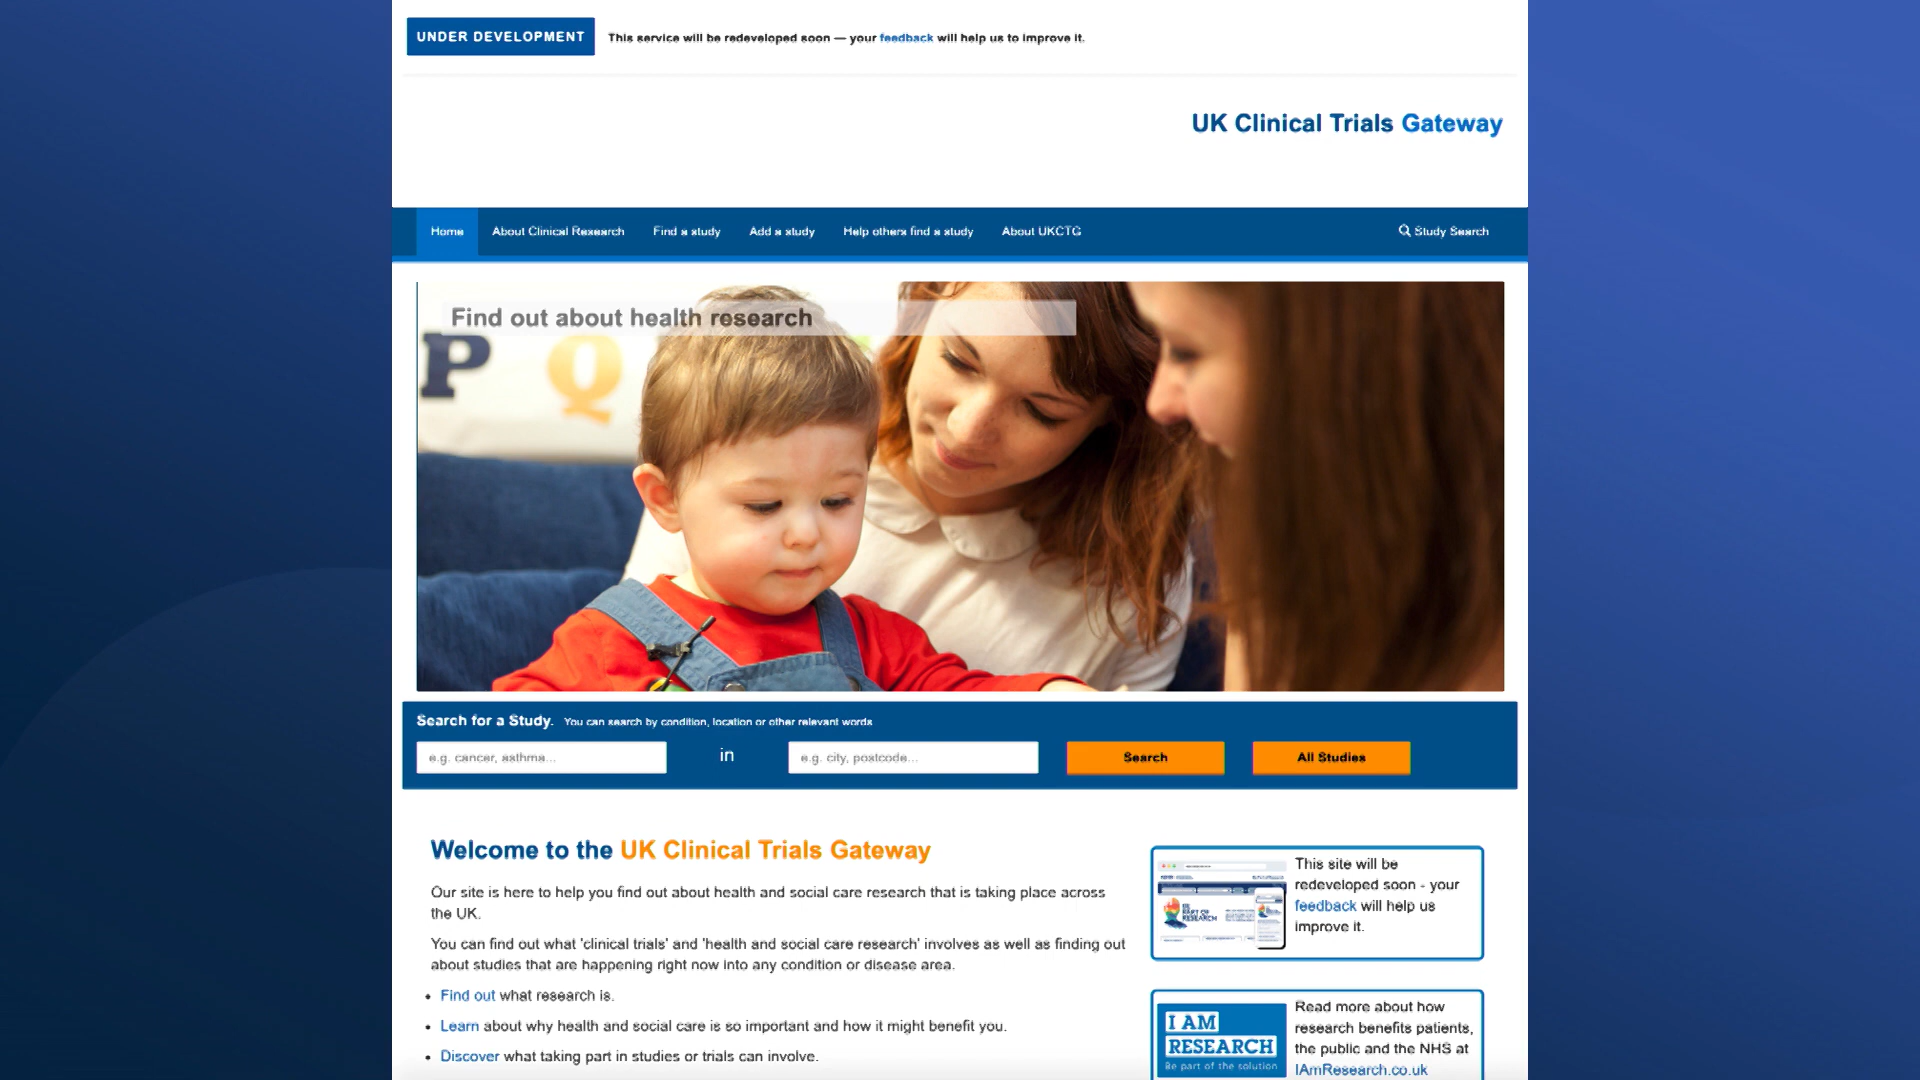 UNDER DEVELOPMENT This service will be redeveloped soon — your feedback will help us to improve it.
UK Clinical Trials Gateway
Home About Clinical Research Find a study Add a study Help others find a study About UKCTG Study Search
Find out about health research
P Q
Search for a Study. You can search by condition, location or other relevant words
e.g. cancer, asthma... in e.g. city, postcode... Search All Studies
Welcome to the UK Clinical Trials Gateway
Our site is here to help you find out about health and social care research that is taking place across
the UK.
You can find out what 'clinical trials' and 'health and social care research' involves as well as finding out
about studies that are happening right now into any condition or disease area.
• Find out what research is.
• Learn about why health and social care is so important and how it might benefit you.
• Discover what taking part in studies or trials can involve.
This site will be
redeveloped soon - your
feedback will help us
improve it.
BE
PART OF
RESEARCH
I AM
RESEARCH
Be part of the solution
Read more about how
research benefits patients,
the public and the NHS at
IAmResearch.co.uk